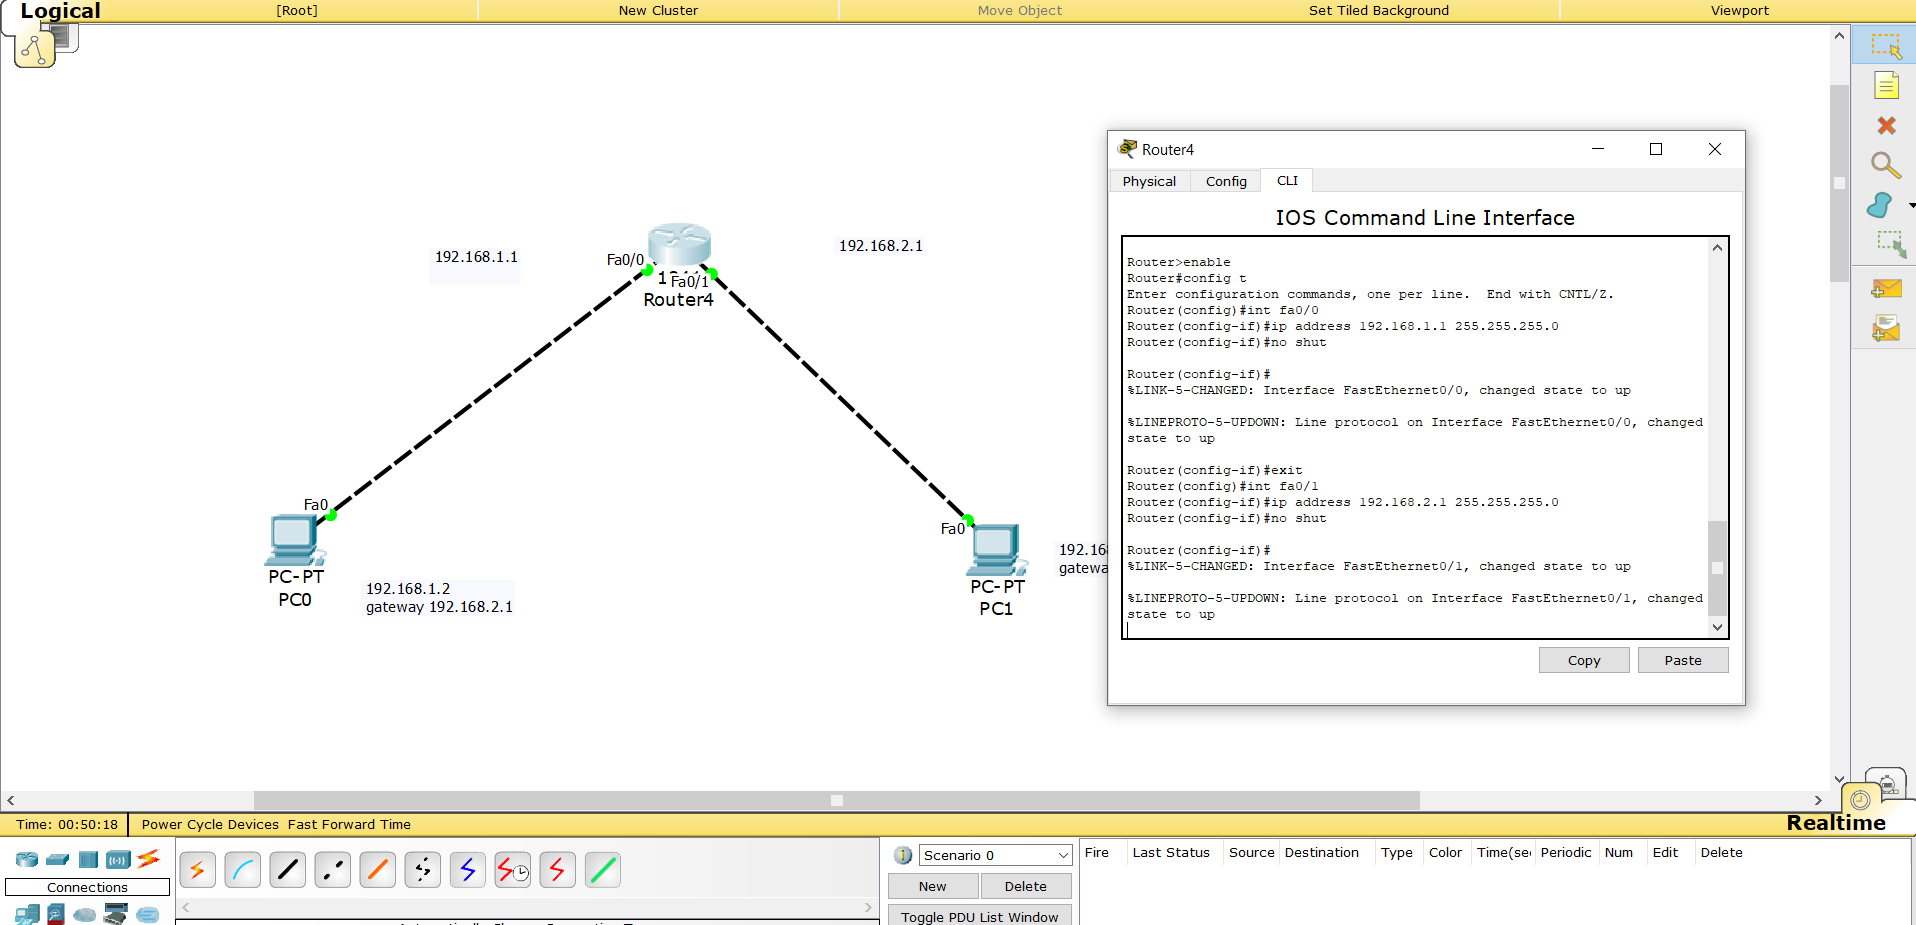 Logical
[Root]
New Cluster
Move Object
Set Tiled Background
Viewport
192.168.1.1
Fa0/0
Fa0/1
Router4
192.168.2.1
Fa0
PC-PT
PC0
192.168.1.2
gateway 192.168.2.1
Fa0
PC-PT
PC1
Router4
Physical
Config
CLI
IOS Command Line Interface
Router>enable
Router#config t
Enter configuration commands, one per line.  End with CNTL/Z.
Router(config)#int fa0/0
Router(config-if)#ip address 192.168.1.1 255.255.255.0
Router(config-if)#no shut
Router(config-if)#
%LINK-5-CHANGED: Interface FastEthernet0/0, changed state to up
%LINEPROTO-5-UPDOWN: Line protocol on Interface FastEthernet0/0, changed
state to up
Router(config-if)#exit
Router(config)#int fa0/1
Router(config-if)#ip address 192.168.2.1 255.255.255.0
Router(config-if)#no shut
Router(config-if)#
%LINK-5-CHANGED: Interface FastEthernet0/1, changed state to up
%LINEPROTO-5-UPDOWN: Line protocol on Interface FastEthernet0/1, changed
state to up
Copy
Paste
Time: 00:50:18
Power Cycle Devices  Fast Forward Time
Realtime
Connections
Scenario 0
New
Delete
Toggle PDU List Window
Fire
Last Status
Source
Destination
Type
Color
Time(se
Periodic
Num
Edit
Delete